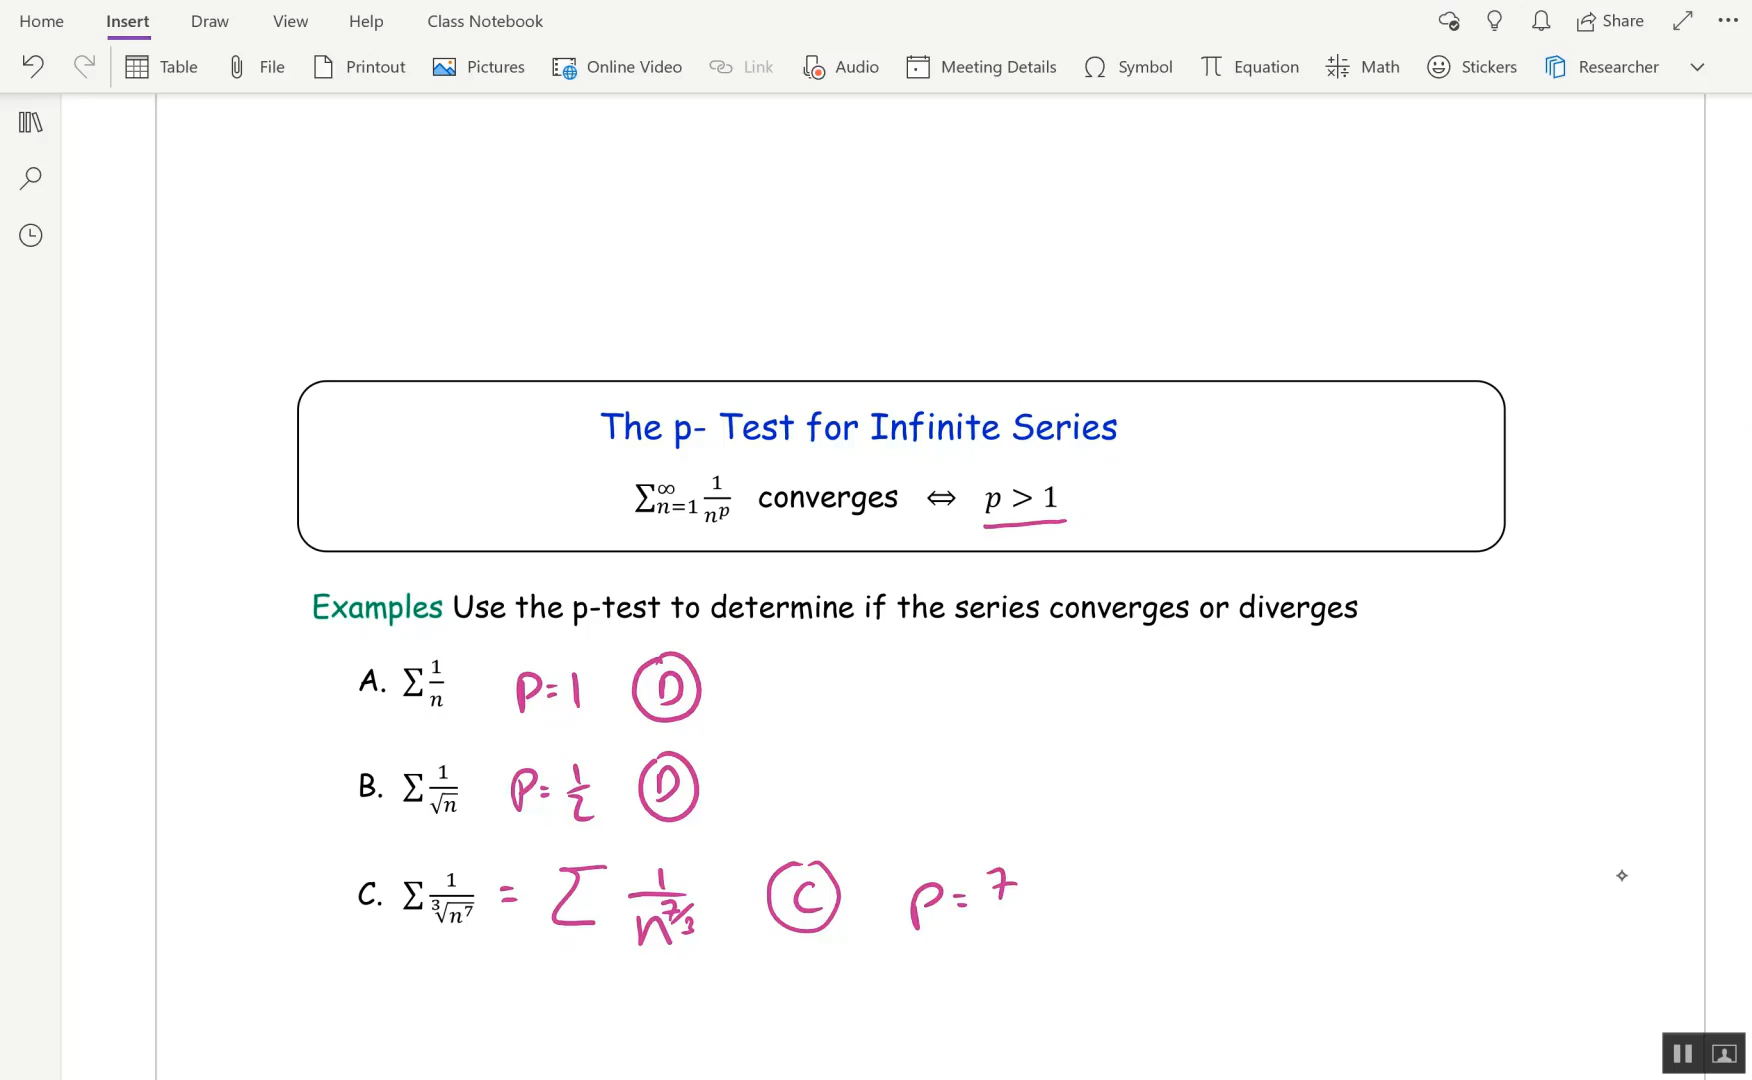 Home Insert Draw View Help Class Notebook Share
Table File Printout Pictures Online Video Link Audio Meeting Details Symbol Equation Math Stickers Researcher
The p- Test for Infinite Series
∑_{n=1}^{∞} 1/n^p converges ⇔ p > 1
Examples Use the p-test to determine if the series converges or diverges
A. ∑ 1/n P=1 D
B. ∑ 1/√n P=1/2 D
C. ∑ 1/∛n^7 = ∑ 1/n^{7/3} C p=7